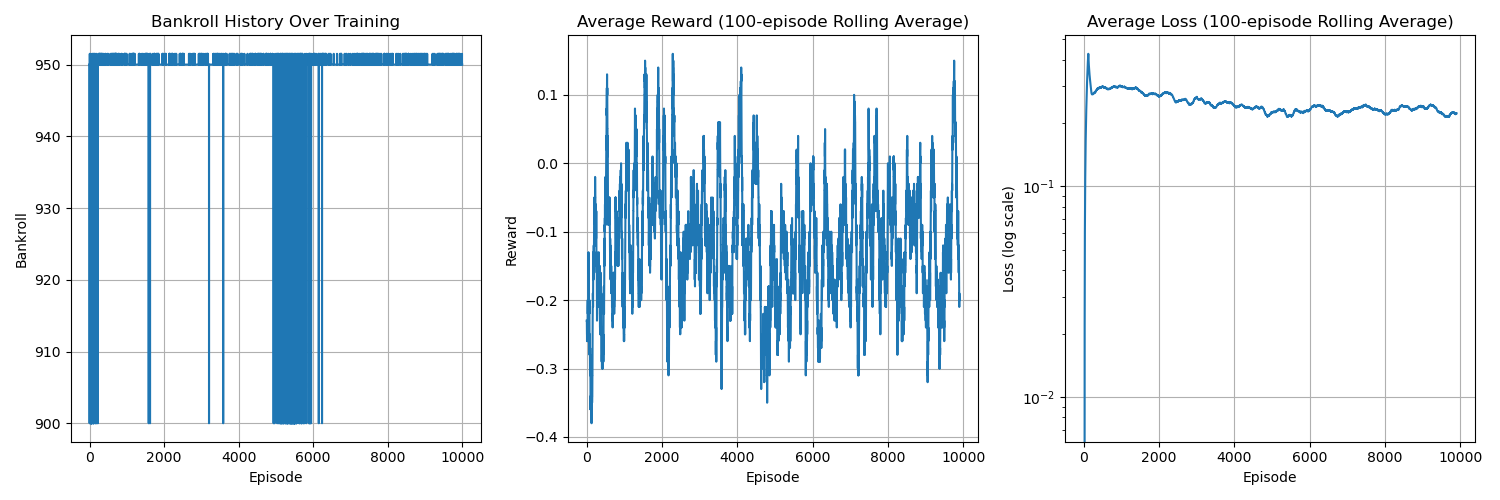 Bankroll History Over Training
Bankroll
950
940
930
920
910
900
0 2000 4000 6000 8000 10000
Episode
Average Reward (100-episode Rolling Average)
Reward
0.1
0.0
−0.1
−0.2
−0.3
−0.4
0 2000 4000 6000 8000 10000
Episode
Average Loss (100-episode Rolling Average)
Loss (log scale)
10⁻¹
10⁻²
0 2000 4000 6000 8000 10000
Episode